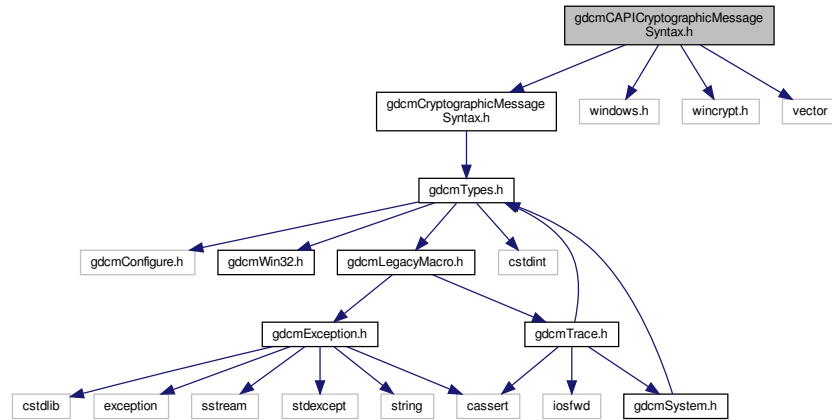 gdcmCAPICryptographicMessage
Syntax.h
gdcmCryptographicMessage
Syntax.h
windows.h
wincrypt.h
vector
gdcmTypes.h
gdcmConfigure.h
gdcmWin32.h
gdcmLegacyMacro.h
cstdint
gdcmException.h
gdcmTrace.h
cstdlib
exception
sstream
stdexcept
string
cassert
iosfwd
gdcmSystem.h